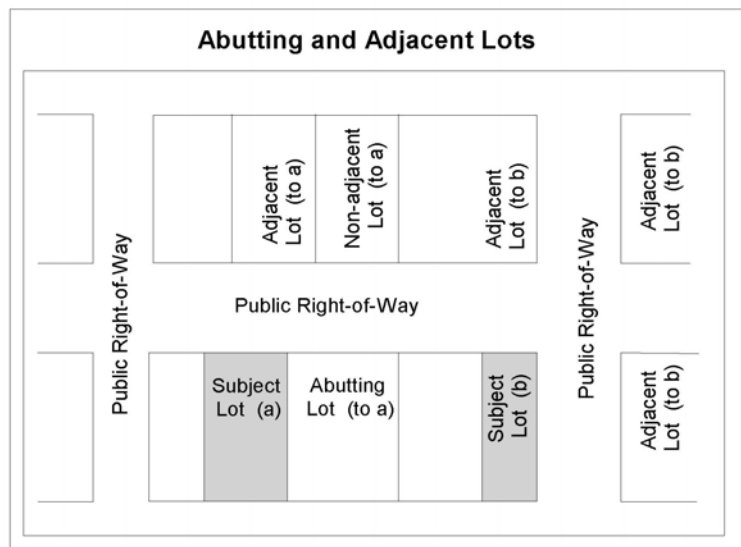 Abutting and Adjacent Lots
Adjacent
Lot (to a)
Non-adjacent
Lot (to a)
Adjacent
Lot (to b)
Adjacent
Lot (to b)
Public Right-of-Way
Public Right-of-Way
Public Right-of-Way
Subject
Lot (a)
Abutting
Lot (to a)
Subject
Lot (b)
Adjacent
Lot (to b)